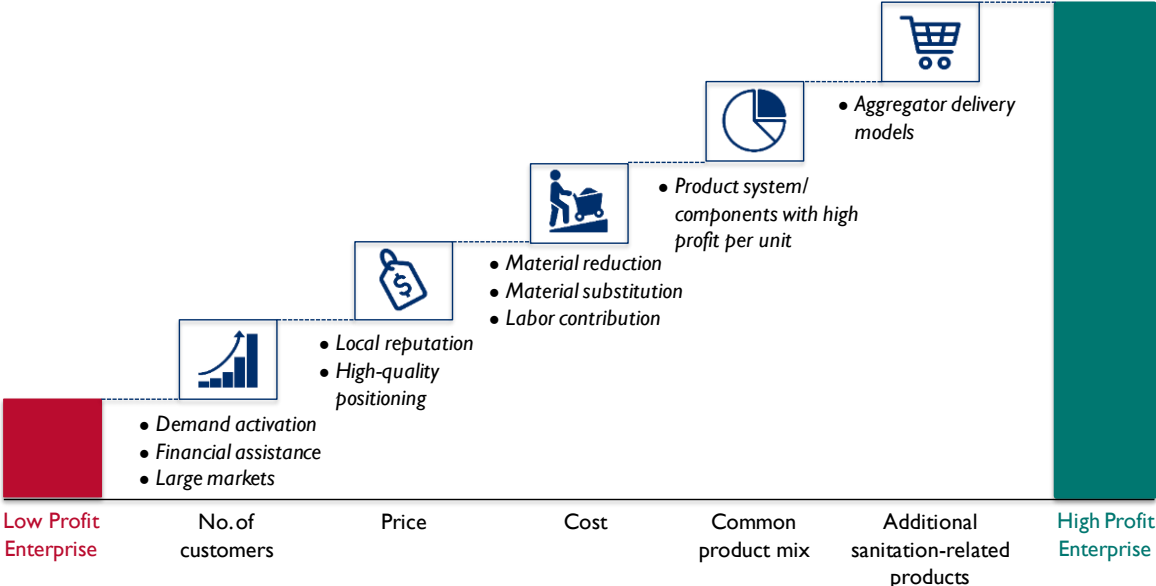 • Aggregator delivery
models
• Product system/
components with high
profit per unit
• Material reduction
• Material substitution
• Labor contribution
$
• Local reputation
• High-quality
positioning
• Demand activation
• Financial assistance
• Large markets
Low Profit
Enterprise
No. of
customers
Price
Cost
Common
product mix
Additional
sanitation-related
products
High Profit
Enterprise